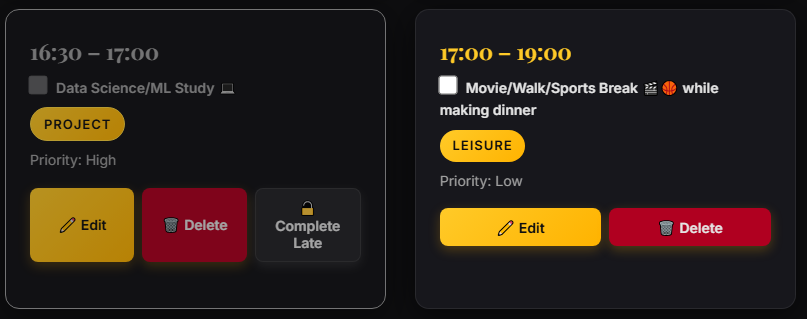 16:30 – 17:00
Data Science/ML Study 💻
PROJECT
Priority: High
✏️ Edit
🗑️ Delete
🔓
Complete
Late
17:00 – 19:00
Movie/Walk/Sports Break 🎬 🏀 while
making dinner
LEISURE
Priority: Low
✏️ Edit
🗑️ Delete